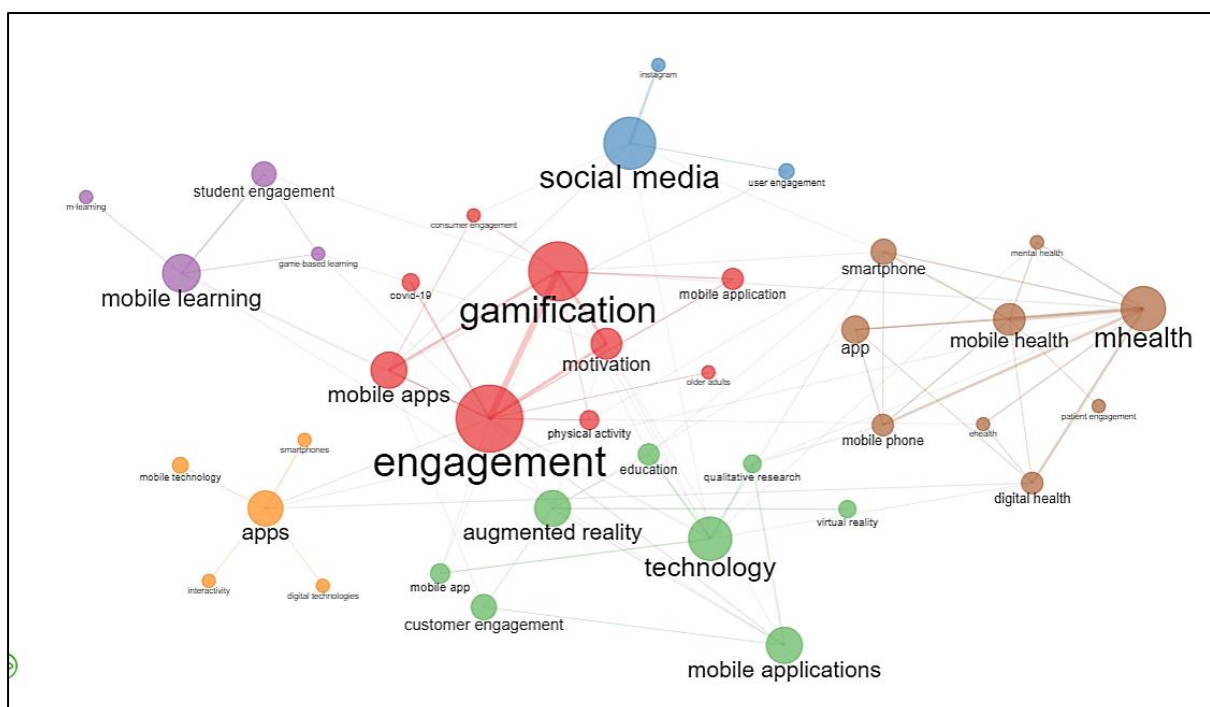 instagram
social media
user engagement
student engagement
m-learning
game-based learning
mobile learning
consumer engagement
covid-19
gamification
mobile application
motivation
mobile apps
older adults
engagement
physical activity
smartphone
mental health
app
mobile health
mhealth
patient engagement
mobile phone
ehealth
digital health
smartphones
mobile technology
apps
interactivity
digital technologies
education
qualitative research
augmented reality
virtual reality
technology
mobile app
customer engagement
mobile applications